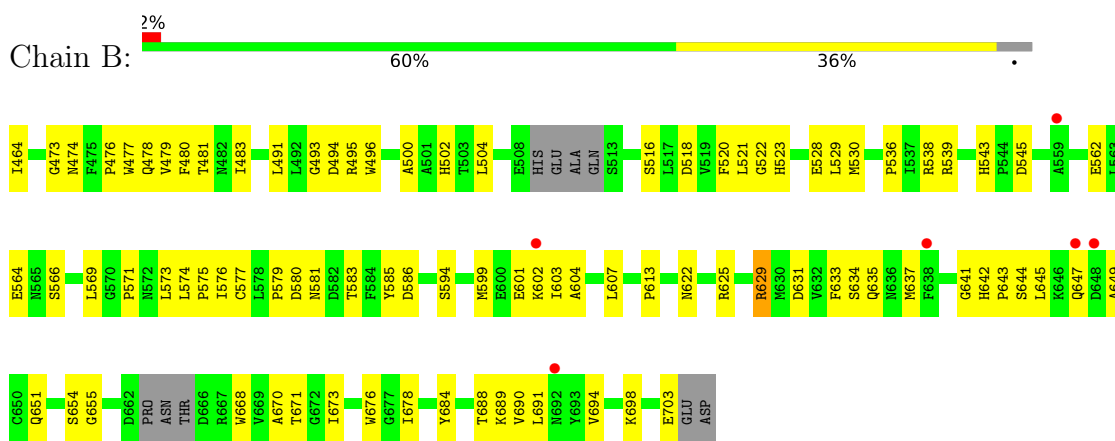 2%
Chain B:
60% 36% •
I464 G473 N474 F475 P476 W477 Q478 V479 F480 T481 N482 I483 L491 L492 G493 D494 R495 W496 A500 A501 H502 T503 L504 E508 HIS GLU ALA GLN S513 S516 L517 D518 V519 F520 L521 G522 H523 E528 L529 M530 P536 I537 R538 R539 H543 P544 D545 A559 E562 L563
E564 N565 S566 L569 G570 P571 N572 L573 L574 P575 I576 C577 L578 P579 D580 N581 D582 T583 F584 Y585 D586 S594 M599 E600 E601 K602 I603 A604 L607 P613 N622 R625 R629 M630 D631 V632 F633 S634 Q635 N636 M637 F638 G641 H642 P643 S644 L645 K646 Q647 D648 A649
C650 Q651 S654 G655 D662 PRO ASN THR D666 R667 W668 V669 A670 T671 G672 I673 W676 G677 I678 Y684 T688 K689 V690 L691 N692 Y693 V694 K698 E703 GLU ASP